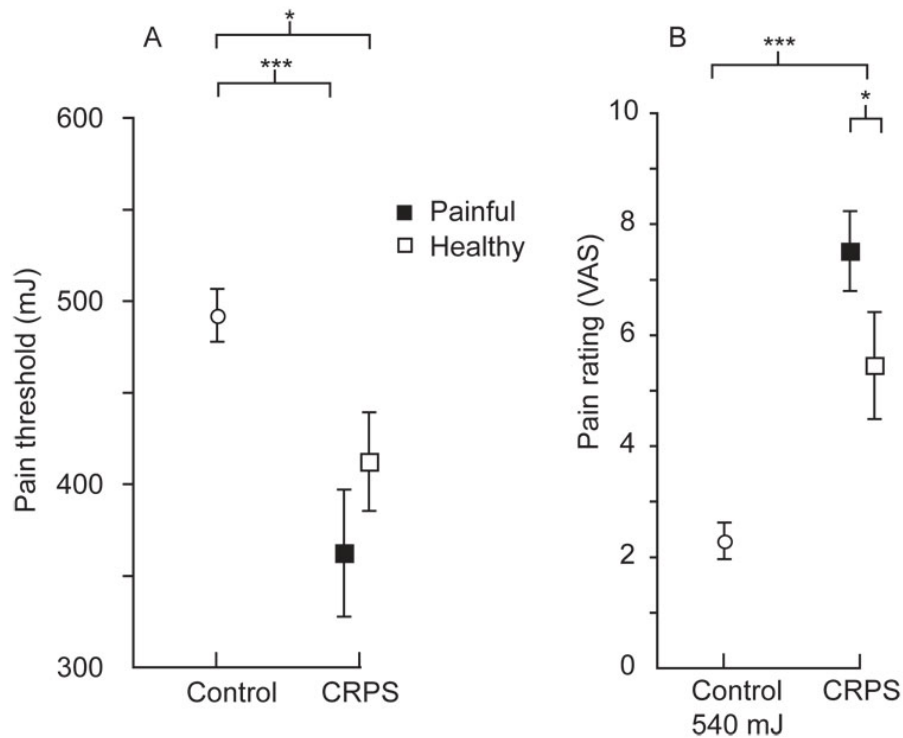 A
*
***
Pain threshold (mJ)
600
500
400
300
Painful
Healthy
Control
CRPS
B
***
*
Pain rating (VAS)
10
8
6
4
2
0
Control
540 mJ
CRPS